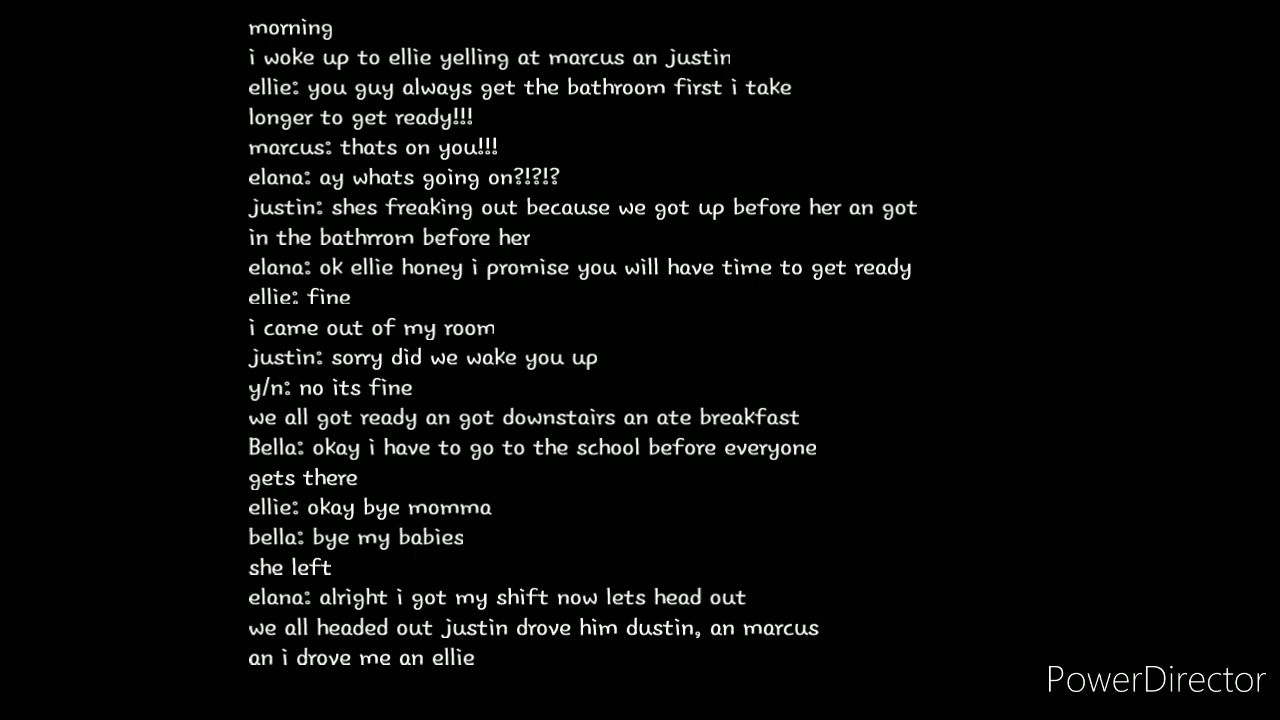 morning
i woke up to ellie yelling at marcus an justin
ellie: you guy always get the bathroom first i take
longer to get ready!!!
marcus: thats on you!!!
elana: ay whats going on?!?!?
justin: shes freaking out because we got up before her an got
in the bathrrom before her
elana: ok ellie honey i promise you will have time to get ready
ellie: fine
i came out of my room
justin: sorry did we wake you up
y/n: no its fine
we all got ready an got downstairs an ate breakfast
Bella: okay i have to go to the school before everyone
gets there
ellie: okay bye momma
bella: bye my babies
she left
elana: alright i got my shift now lets head out
we all headed out justin drove him dustin, an marcus
an i drove me an ellie
PowerDirector